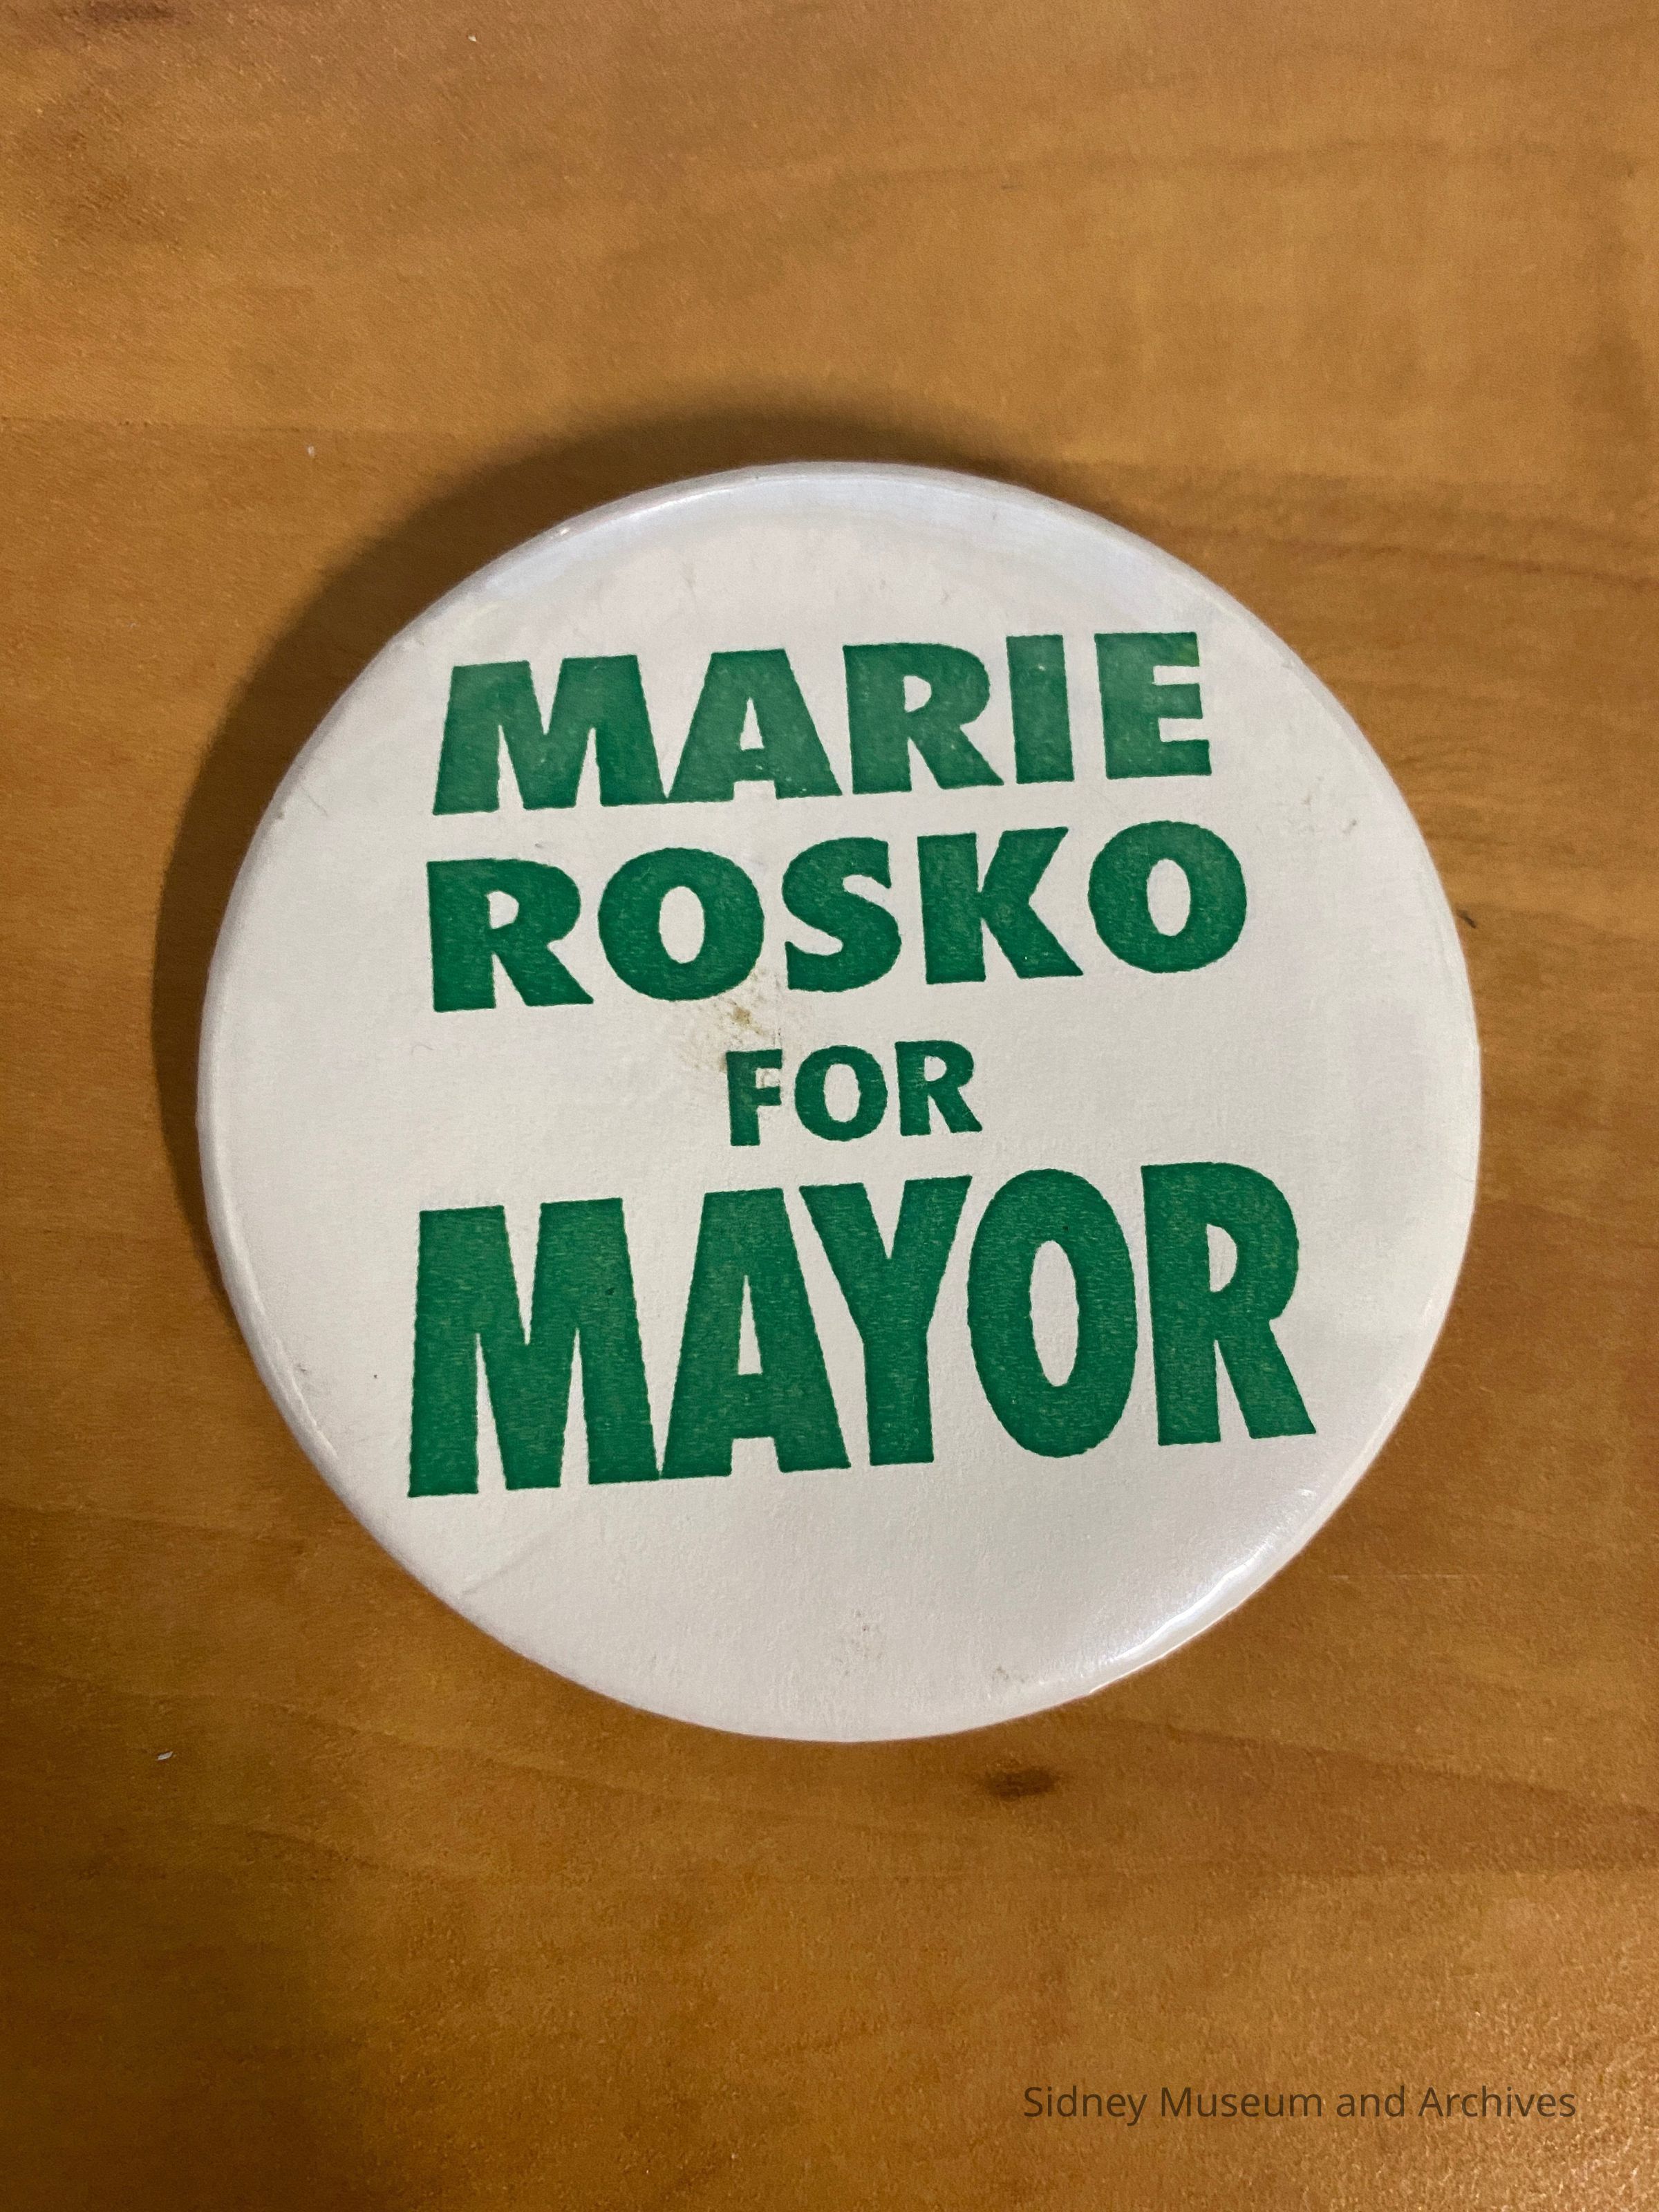 MARIE
ROSKO
FOR
MAYOR
Sidney Museum and Archives